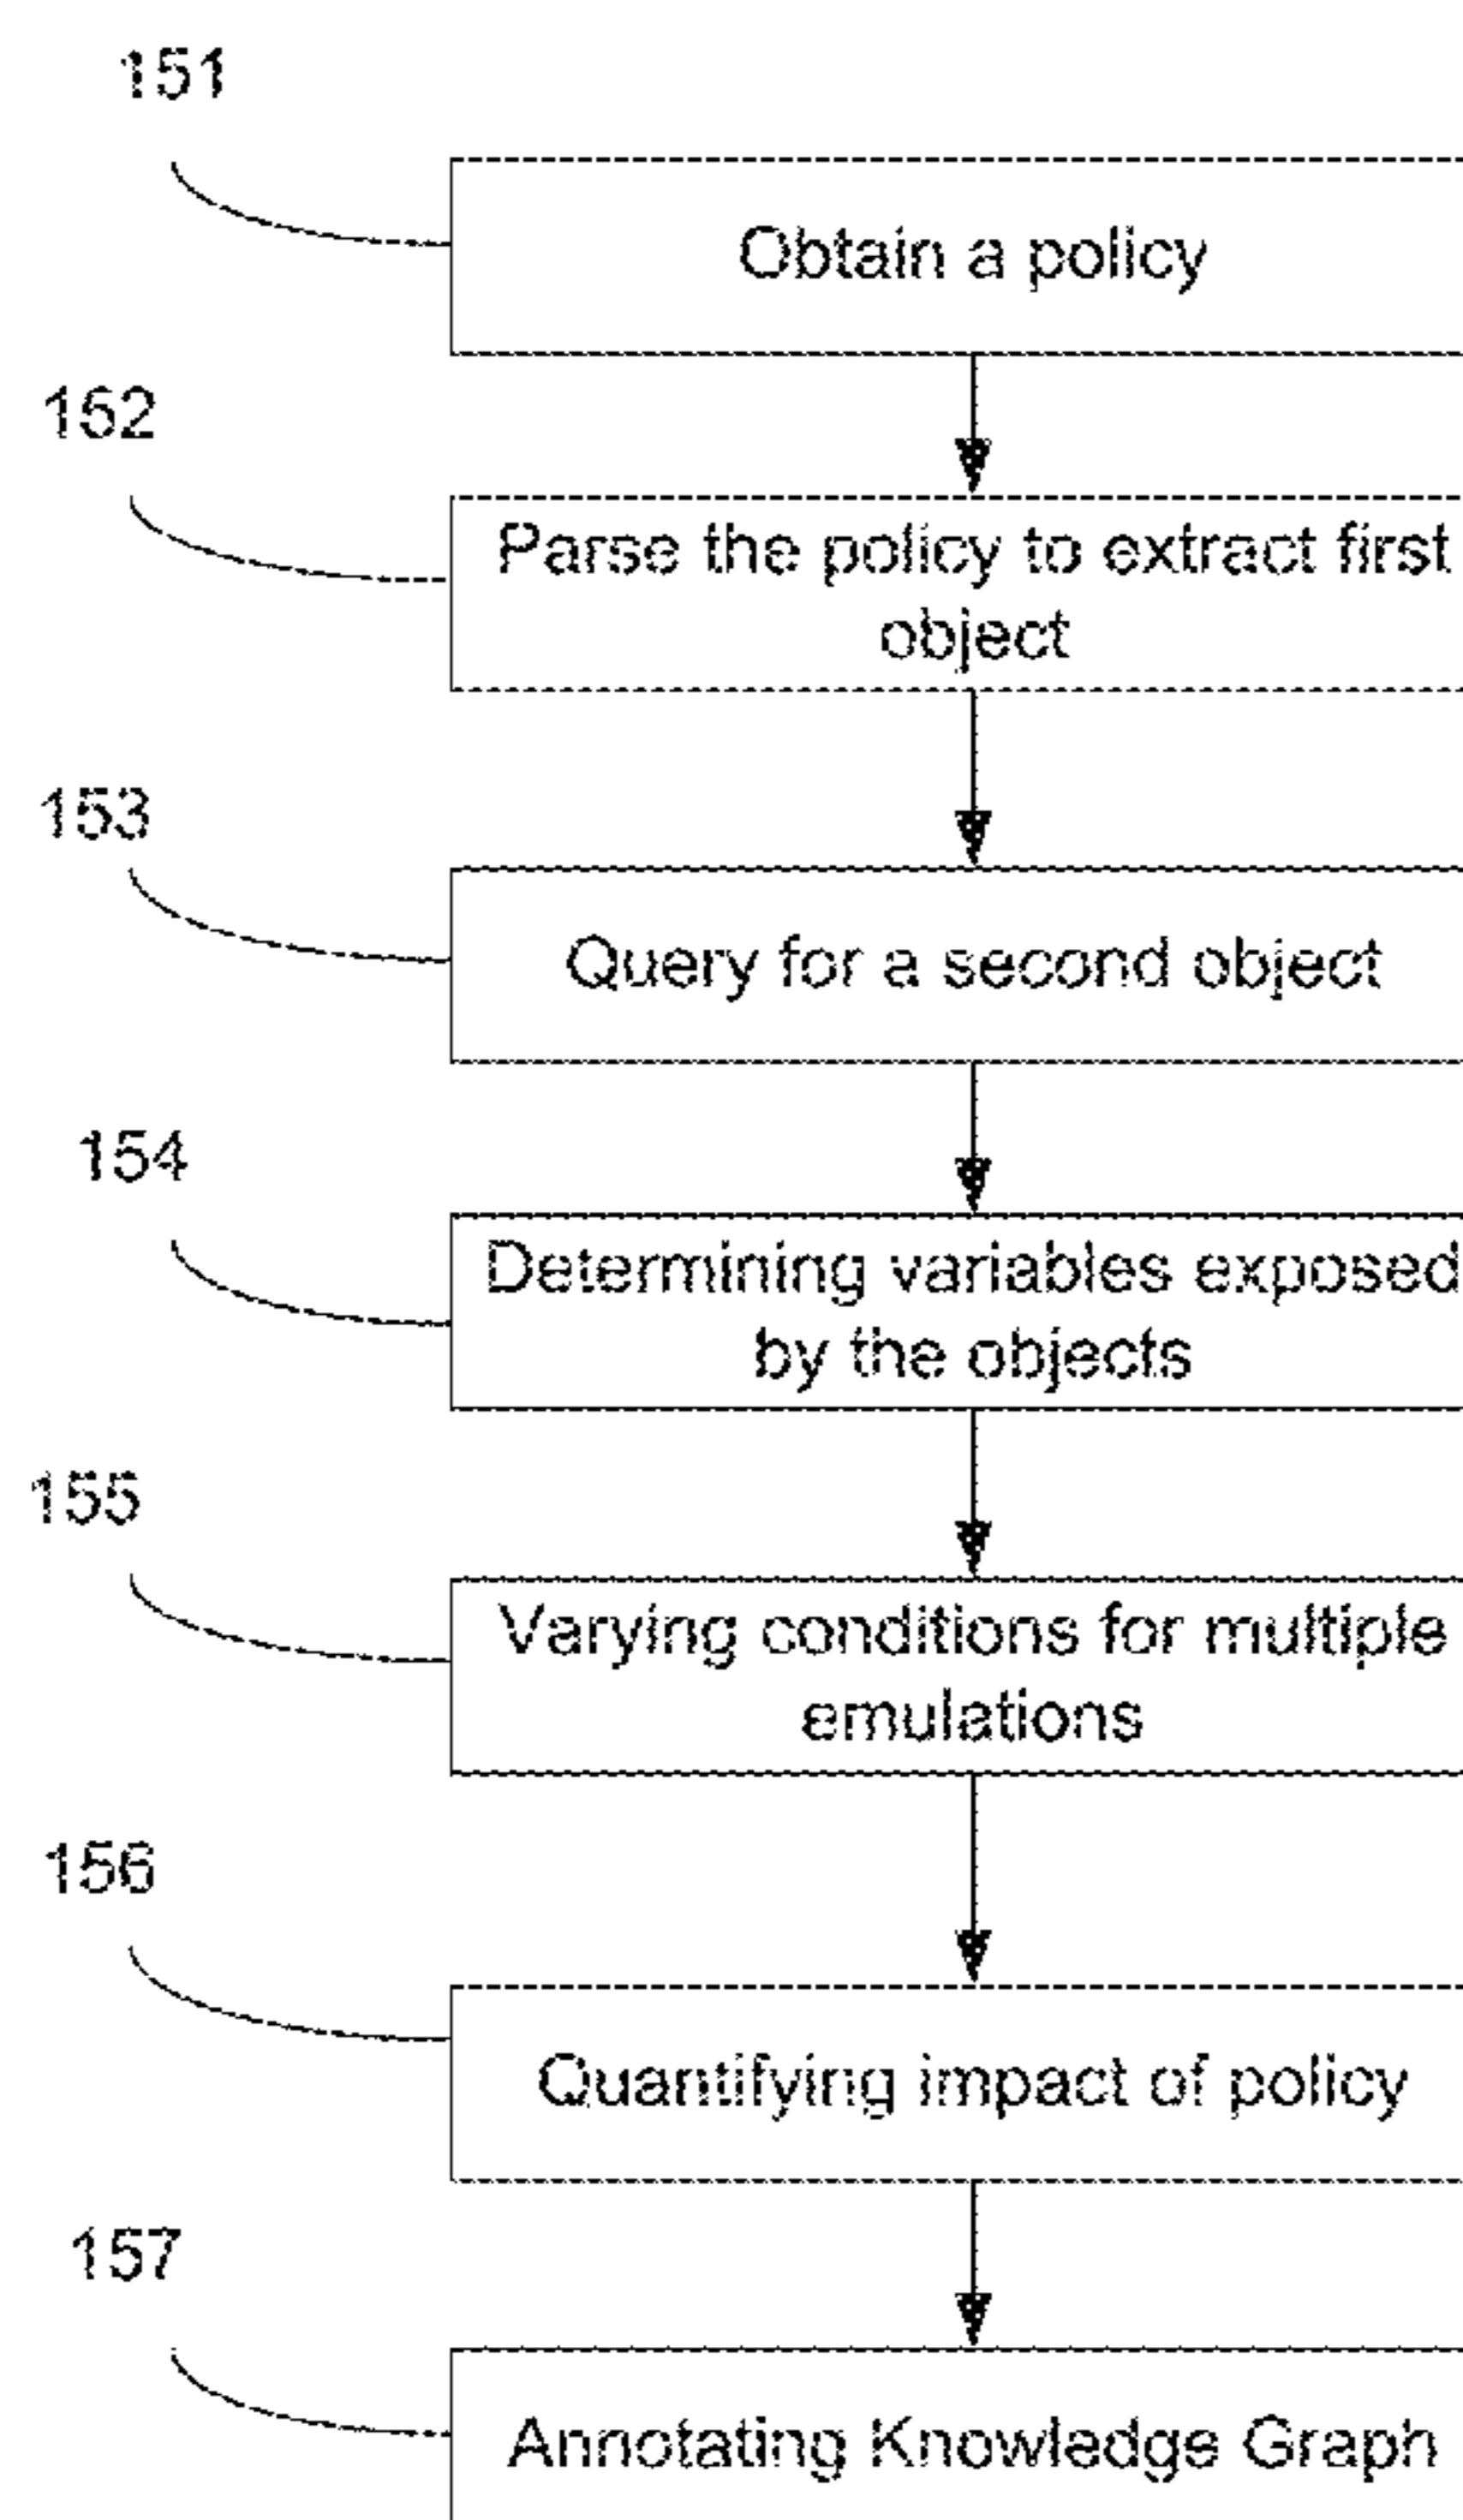 151
Obtain a policy
152
Parse the policy to extract first
object
153
Query for a second object
154
Determining variables exposed
by the objects
155
Varying conditions for multiple
emulations
156
Quantifying impact of policy
157
Annotating Knowledge Graph